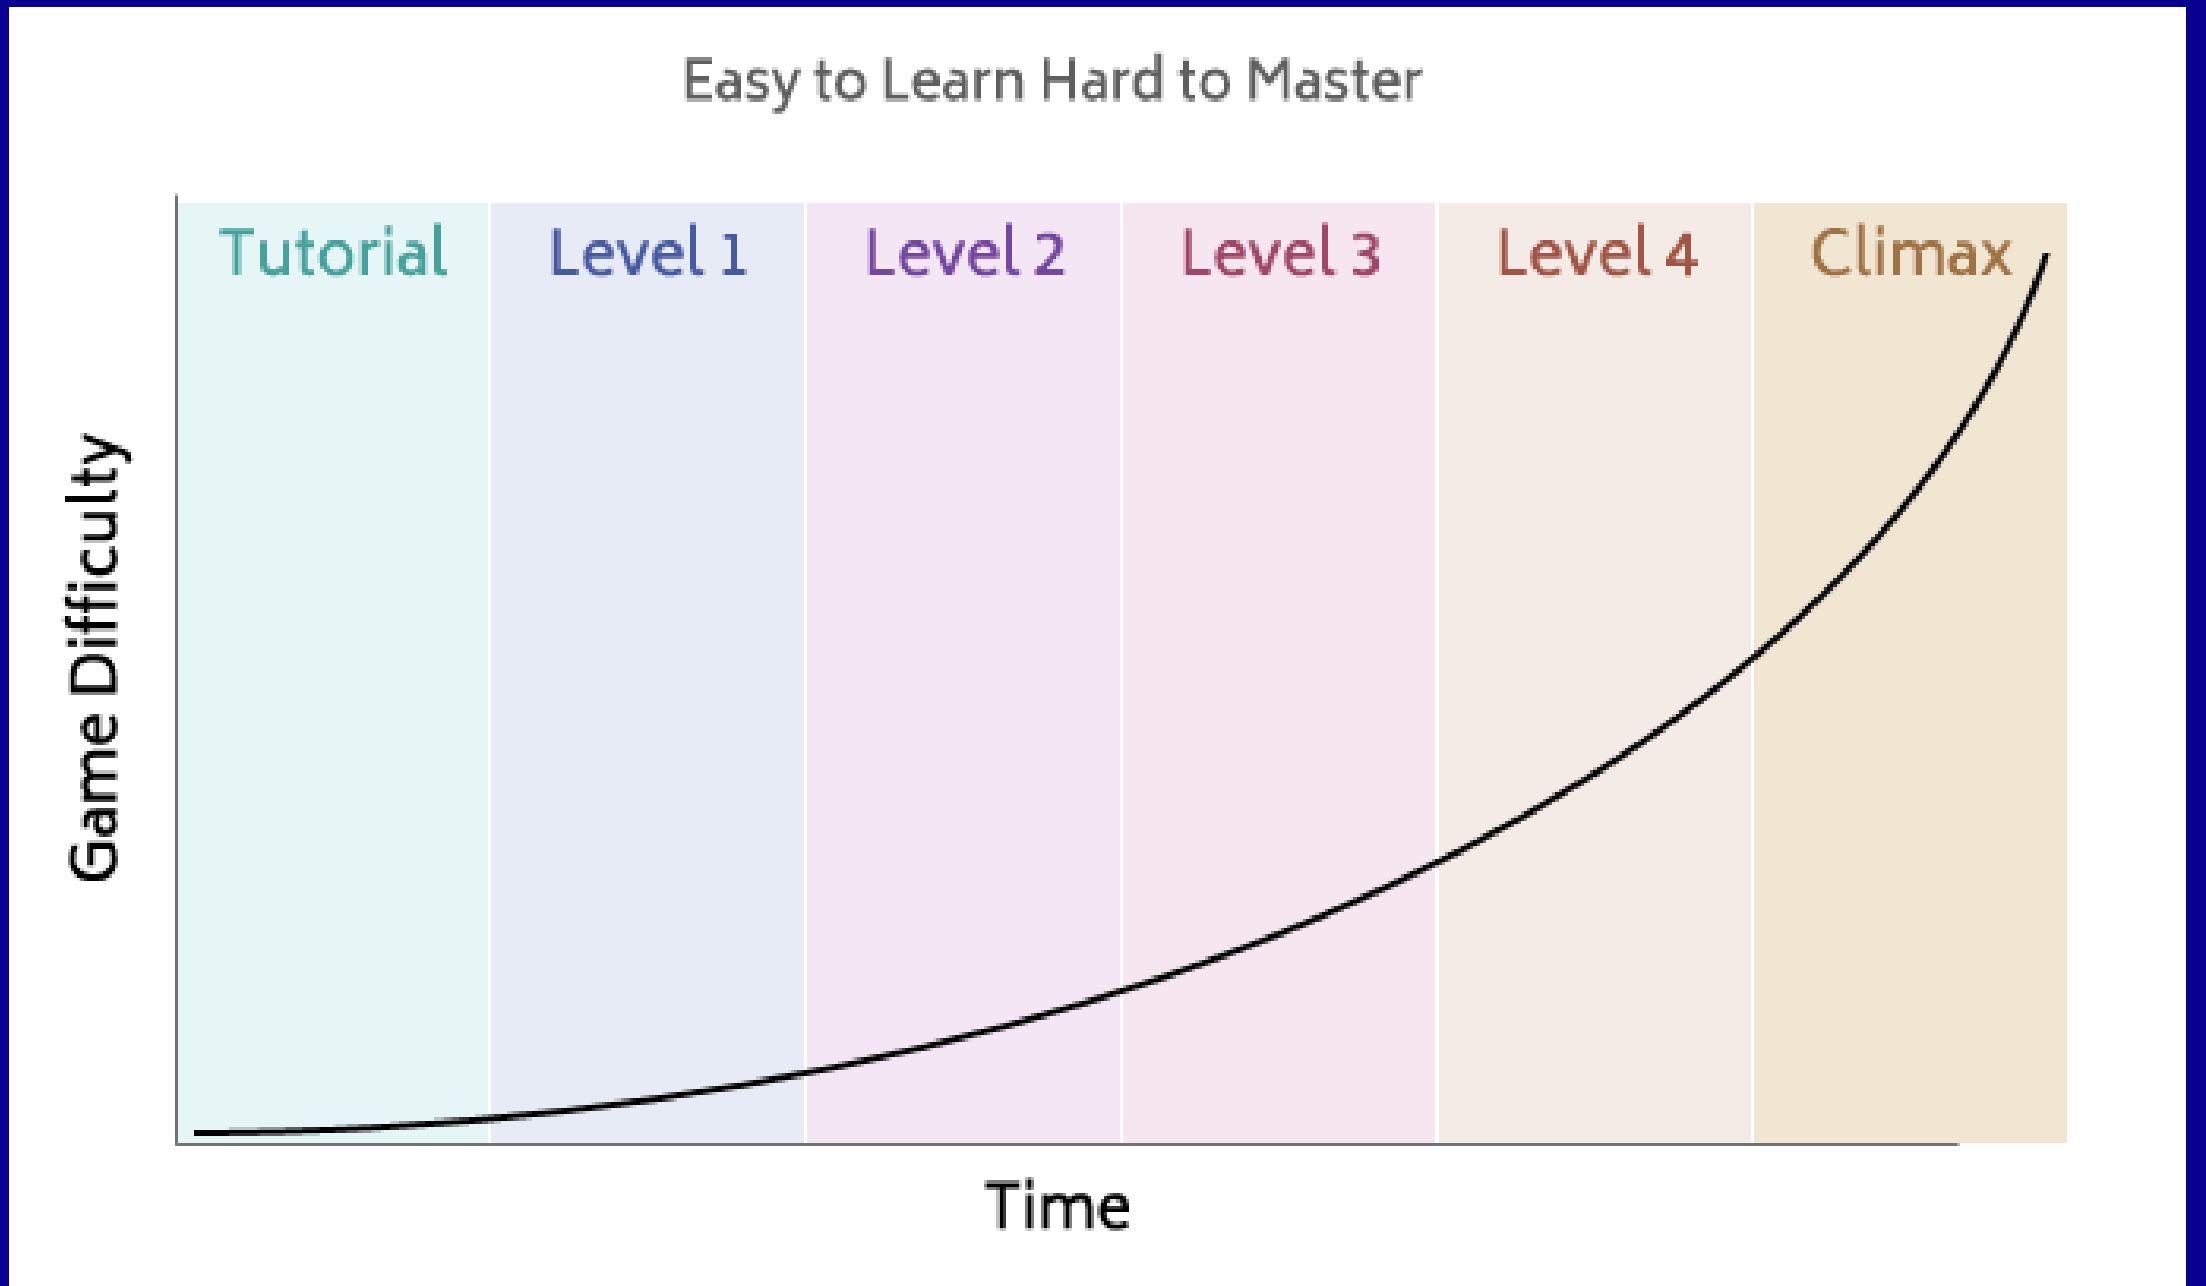 Easy to Learn Hard to Master
Tutorial
Level 1
Level 2
Level 3
Level 4
Climax
Game Difficulty
Time